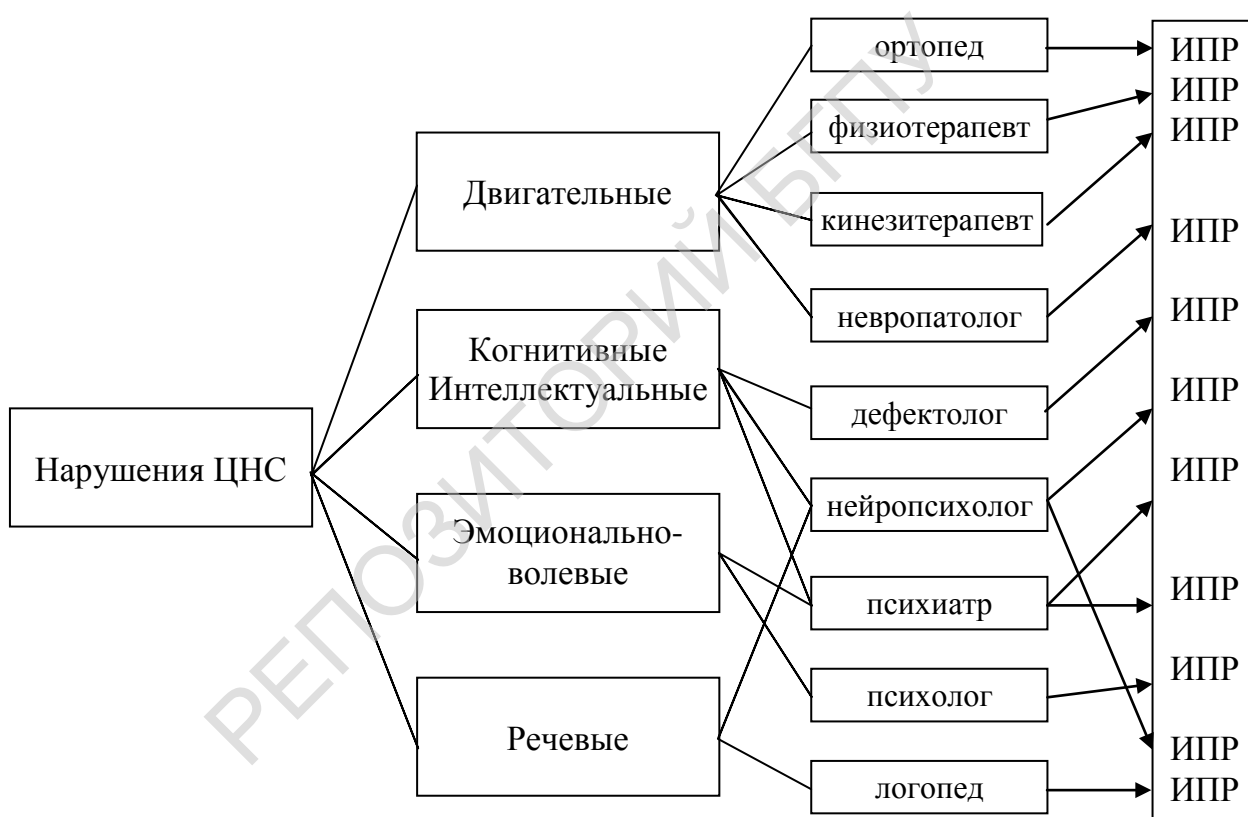 Нарушения ЦНС
Двигательные
Когнитивные
Интеллектуальные
Эмоционально-
волевые
Речевые
ортопед
физиотерапевт
кинезитерапевт
невропатолог
дефектолог
нейропсихолог
психиатр
психолог
логопед
ИПР
ИПР
ИПР
ИПР
ИПР
ИПР
ИПР
ИПР
ИПР
ИПР
ИПР
РЕПОЗИТОРИЙ БГПУ